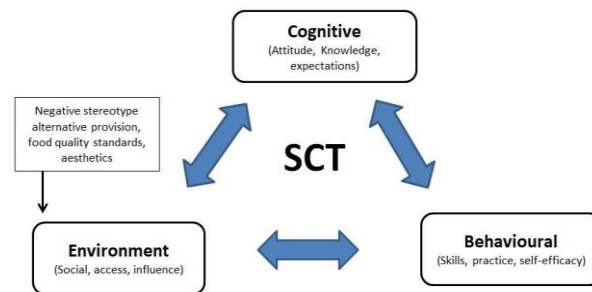 Cognitive
(Attitude, Knowledge,
expectations)
Negative stereotype
alternative provision,
food quality standards,
aesthetics
SCT
Environment
(Social, access, influence)
Behavioural
(Skills, practice, self-efficacy)